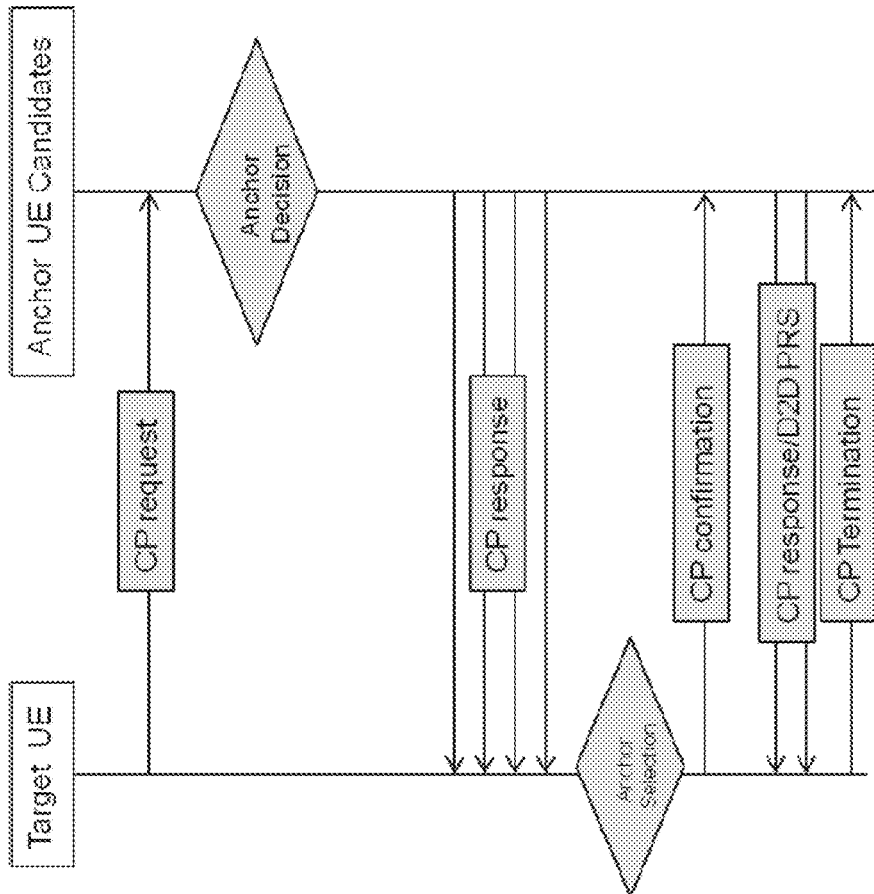 Target UE
Anchor UE Candidates
CP request
Anchor
Decision
CP response
Anchor
Selection
CP confirmation
CP response/D2D PRS
CP Termination